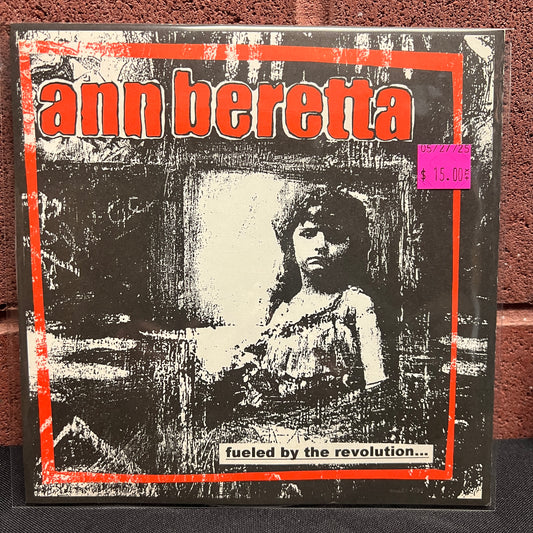 ann beretta
05/27/25
$ 15.00
fueled by the revolution...